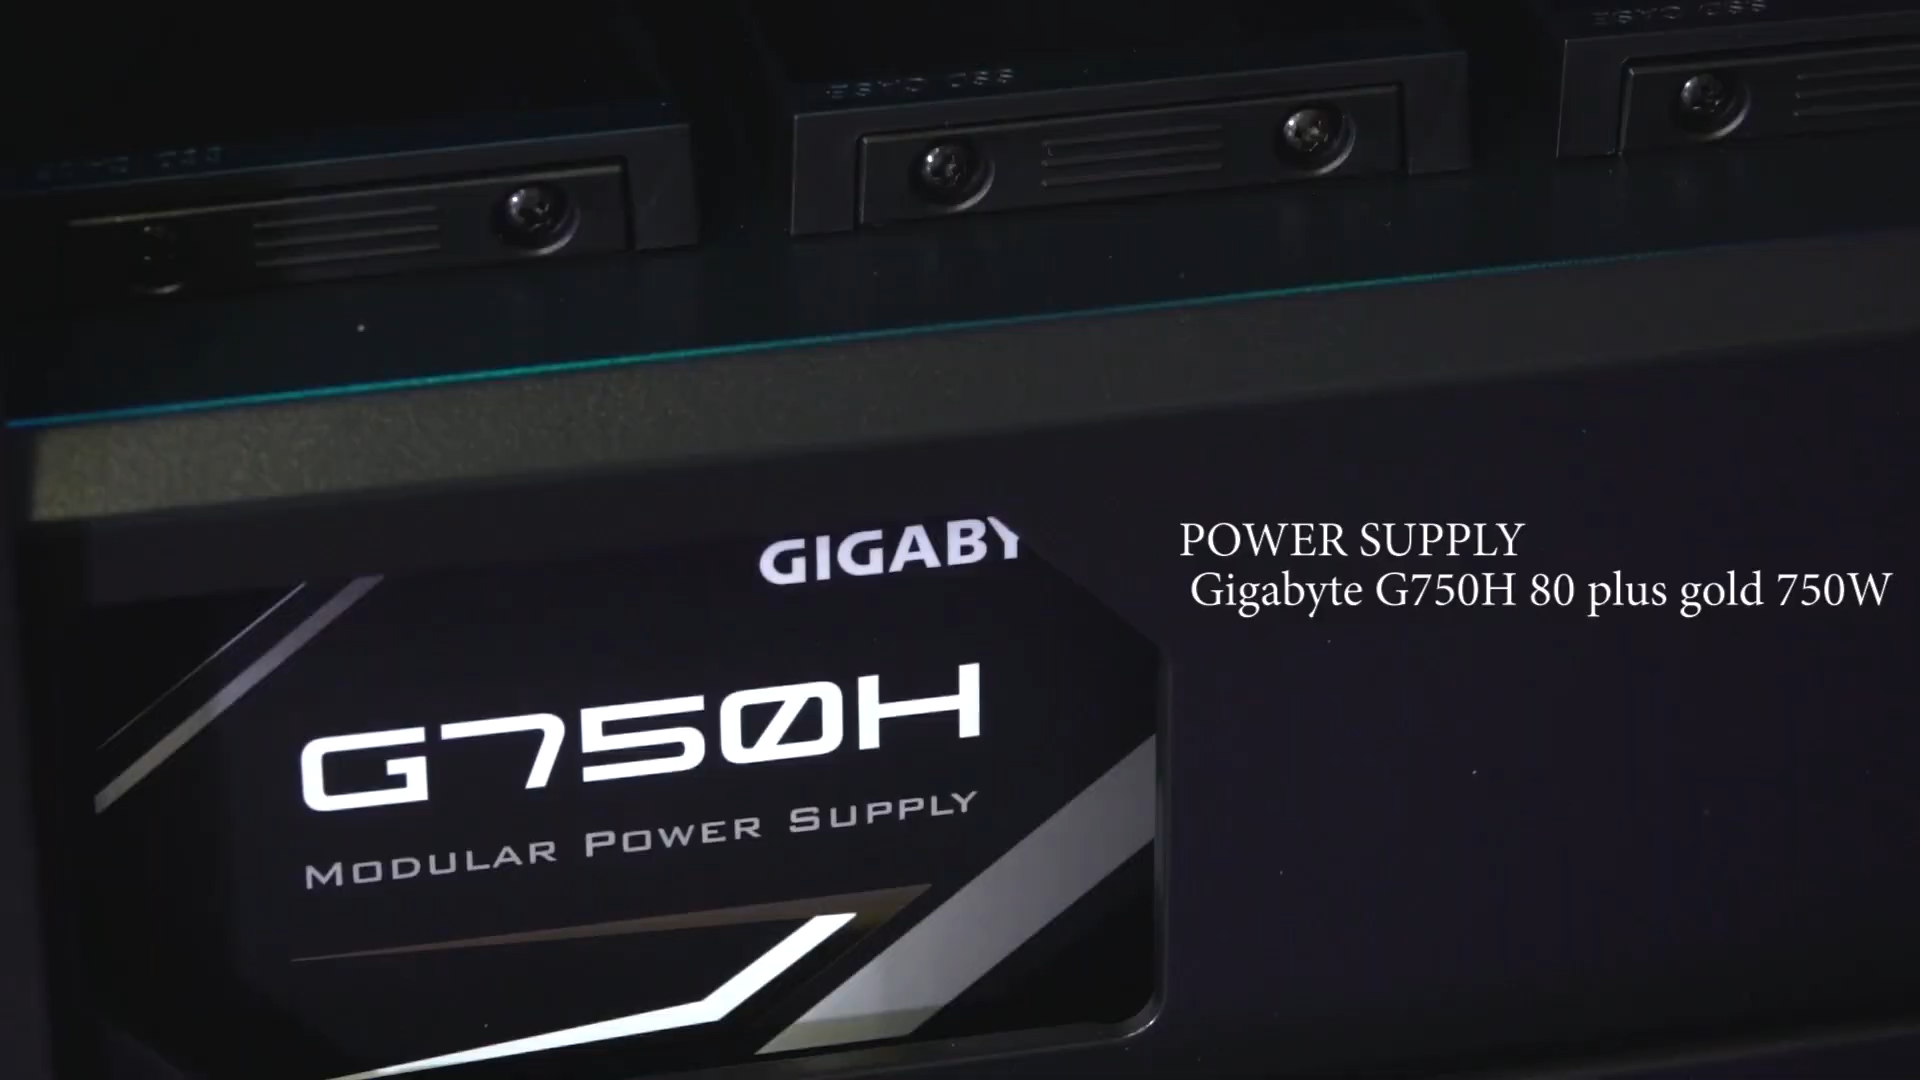 GIGABY
POWER SUPPLY
Gigabyte G750H 80 plus gold 750W
G750H
MODULAR POWER SUPPLY